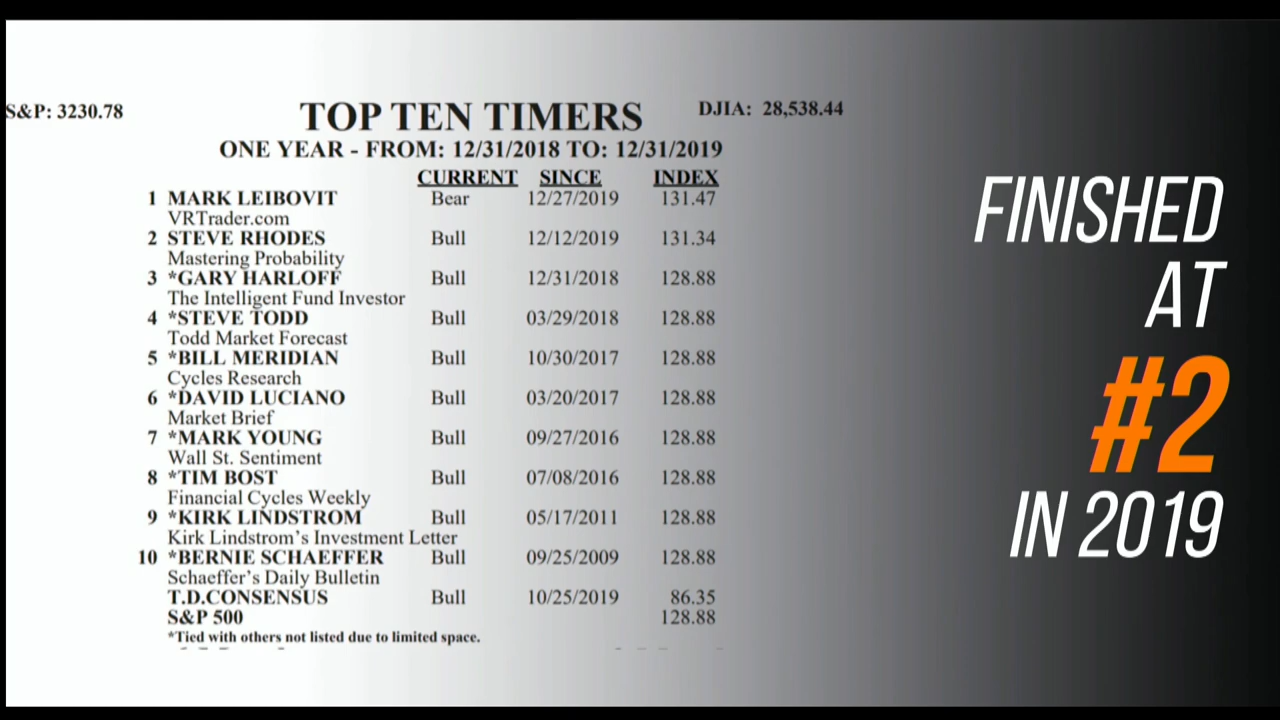 S&P: 3230.78
TOP TEN TIMERS
DJIA: 28,538.44
ONE YEAR - FROM: 12/31/2018 TO: 12/31/2019
CURRENT SINCE INDEX
1 MARK LEIBOVIT Bear 12/27/2019 131.47
VRTrader.com
2 STEVE RHODES Bull 12/12/2019 131.34
Mastering Probability
3 *GARY HARLOFF Bull 12/31/2018 128.88
The Intelligent Fund Investor
4 *STEVE TODD Bull 03/29/2018 128.88
Todd Market Forecast
5 *BILL MERIDIAN Bull 10/30/2017 128.88
Cycles Research
6 *DAVID LUCIANO Bull 03/20/2017 128.88
Market Brief
7 *MARK YOUNG Bull 09/27/2016 128.88
Wall St. Sentiment
8 *TIM BOST Bull 07/08/2016 128.88
Financial Cycles Weekly
9 *KIRK LINDSTROM Bull 05/17/2011 128.88
Kirk Lindstrom's Investment Letter
10 *BERNIE SCHAEFFER Bull 09/25/2009 128.88
Schaeffer's Daily Bulletin
T.D.CONSENSUS Bull 10/25/2019 86.35
S&P 500 128.88
*Tied with others not listed due to limited space.
FINISHED
AT
#2
IN 2019